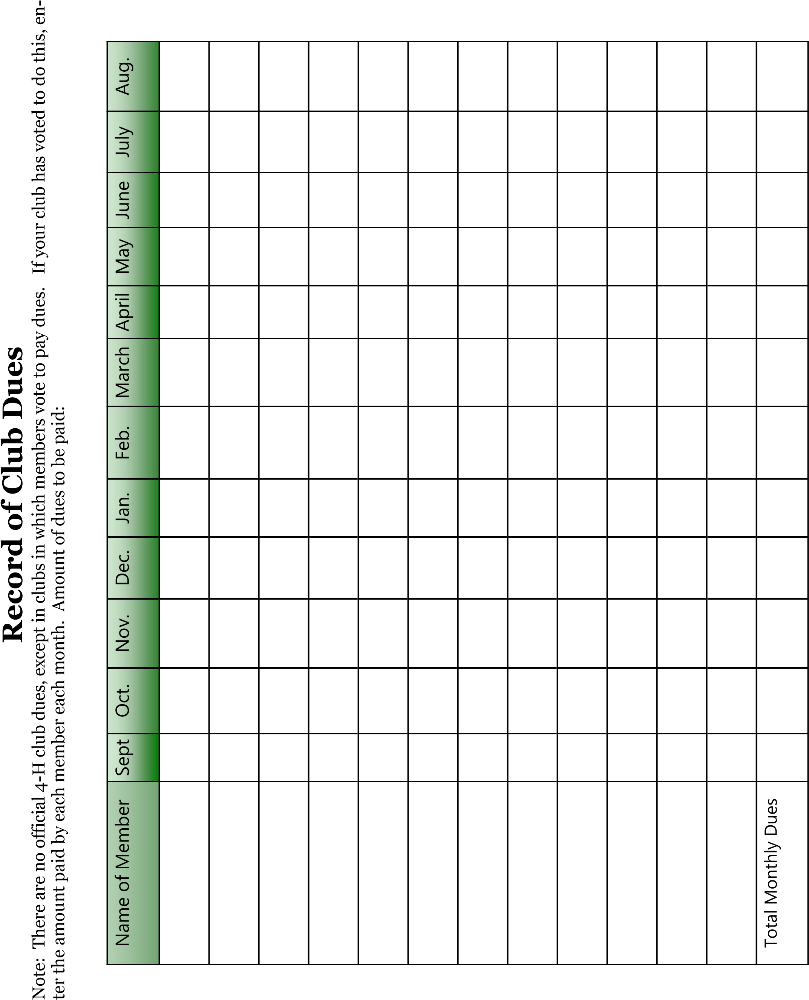 Record of Club Dues
Note:  There are no official 4-H club dues, except in clubs in which members vote to pay dues.   If your club has voted to do this, en-
ter the amount paid by each member each month.  Amount of dues to be paid:
Name of Member Sept Oct. Nov. Dec. Jan. Feb. March April May June July Aug.
Total Monthly Dues